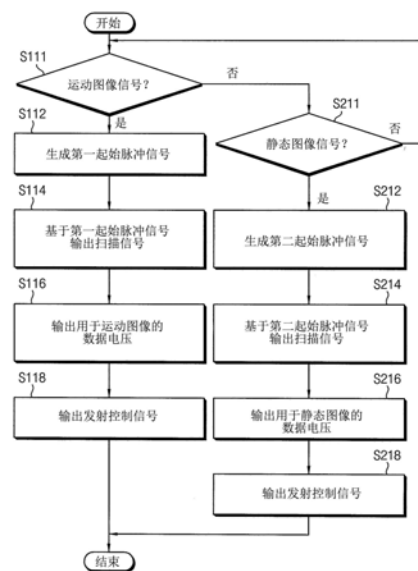 开始
S111
运动图像信号?
否
是
S112
生成第一起始脉冲信号
S114
基于第一起始脉冲信号
输出扫描信号
S116
输出用于运动图像的
数据电压
S118
输出发射控制信号
S211
静态图像信号?
否
是
S212
生成第二起始脉冲信号
S214
基于第二起始脉冲信号
输出扫描信号
S216
输出用于静态图像的
数据电压
S218
输出发射控制信号
结束